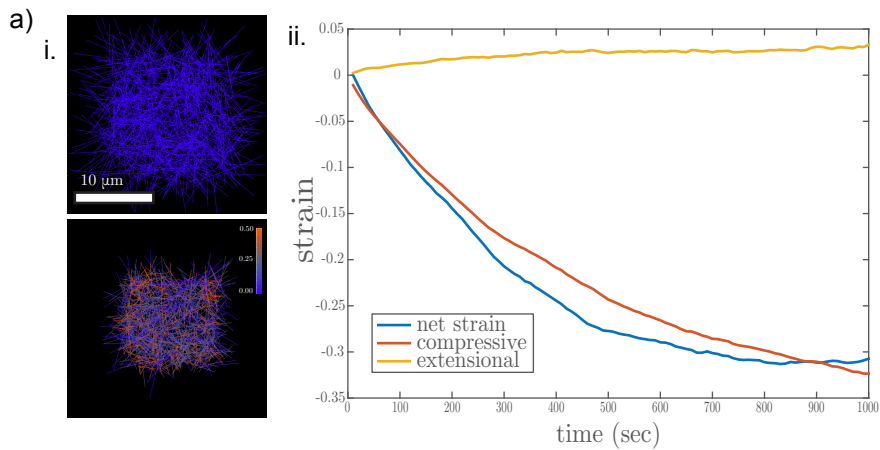 a)
i.
10 μm
0.50
0.25
0.00
ii.
0.05
0
-0.05
-0.1
-0.15
-0.2
-0.25
-0.3
-0.35
strain
net strain
compressive
extensional
0 100 200 300 400 500 600 700 800 900 1000
time (sec)